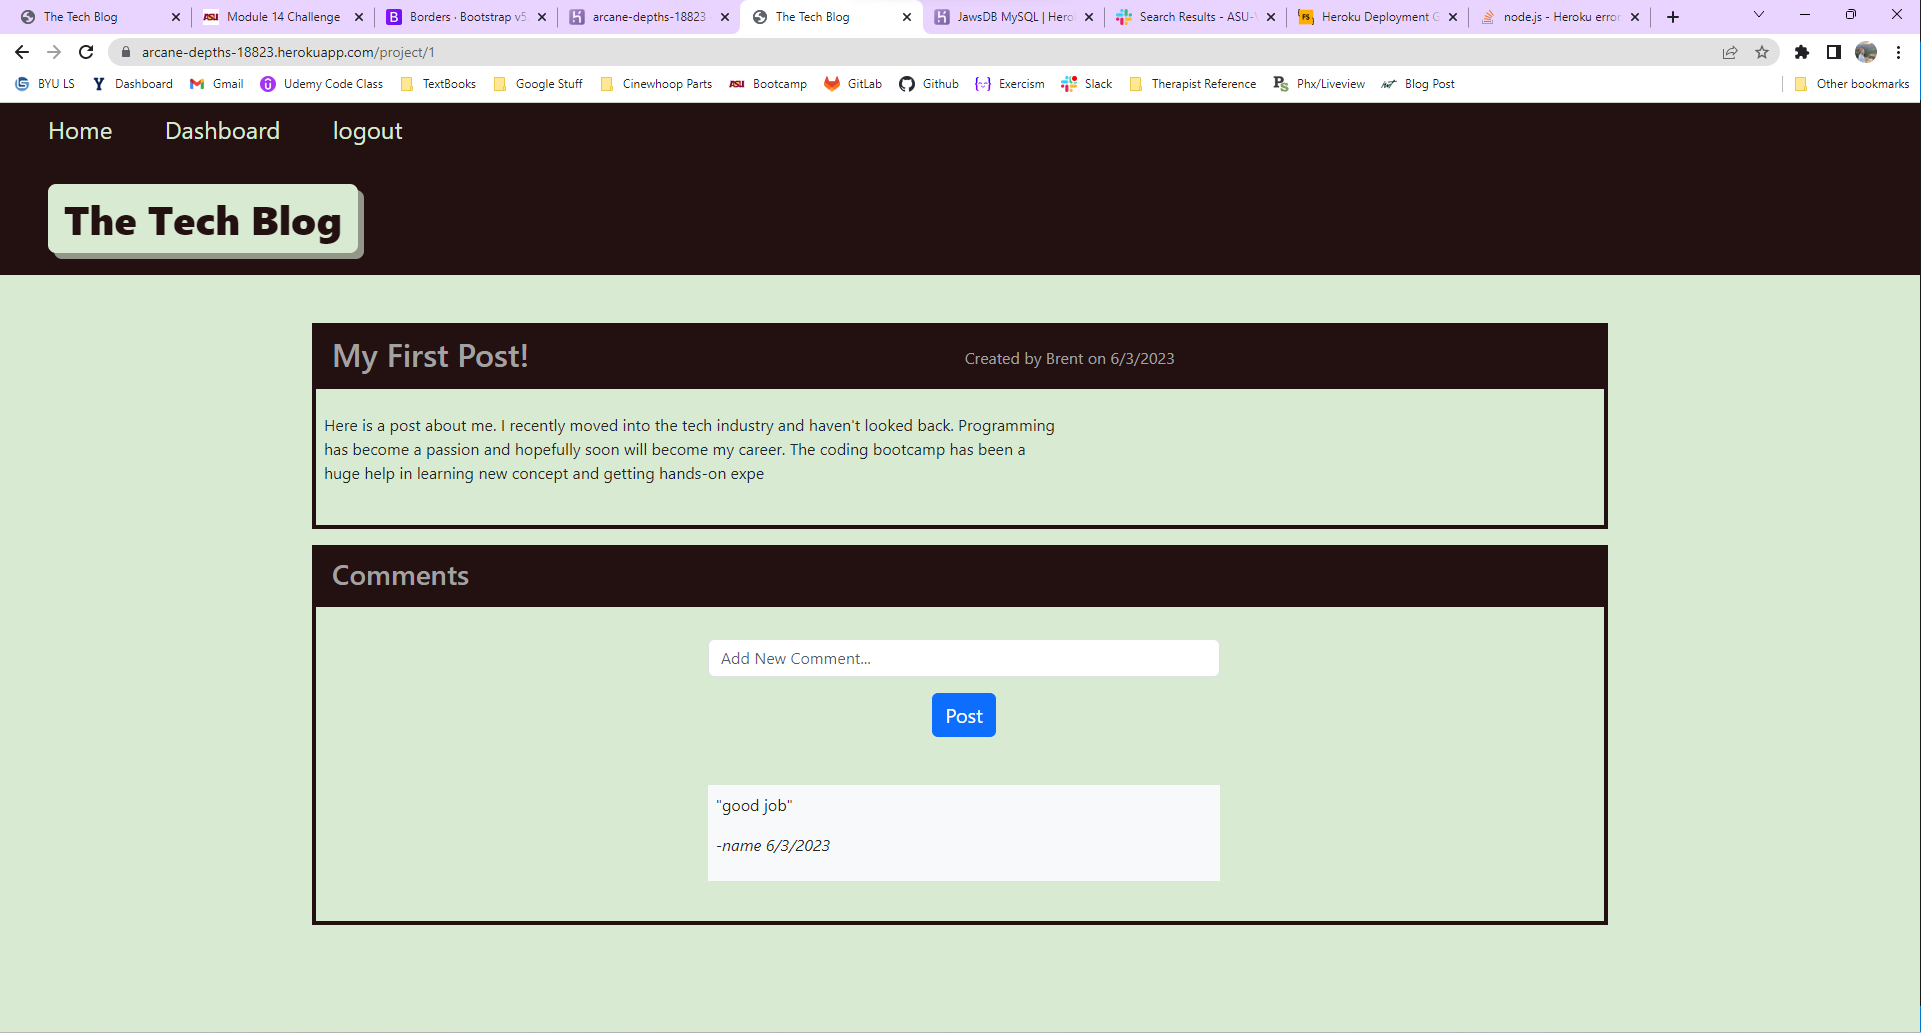 The Tech Blog
Module 14 Challenge
Borders · Bootstrap v5.
arcane-depths-18823
The Tech Blog
JawsDB MySQL | Hero
Search Results - ASU-
Heroku Deployment G
node.js - Heroku erro
arcane-depths-18823.herokuapp.com/project/1
BYU LS
Dashboard
Gmail
Udemy Code Class
TextBooks
Google Stuff
Cinewhoop Parts
ASU
Bootcamp
GitLab
Github
Exercism
Slack
Therapist Reference
Phx/Liveview
Blog Post
Other bookmarks
Home
Dashboard
logout
The Tech Blog
My First Post!
Created by Brent on 6/3/2023
Here is a post about me. I recently moved into the tech industry and haven't looked back. Programming
has become a passion and hopefully soon will become my career. The coding bootcamp has been a
huge help in learning new concept and getting hands-on expe
Comments
Add New Comment...
Post
"good job"
-name 6/3/2023